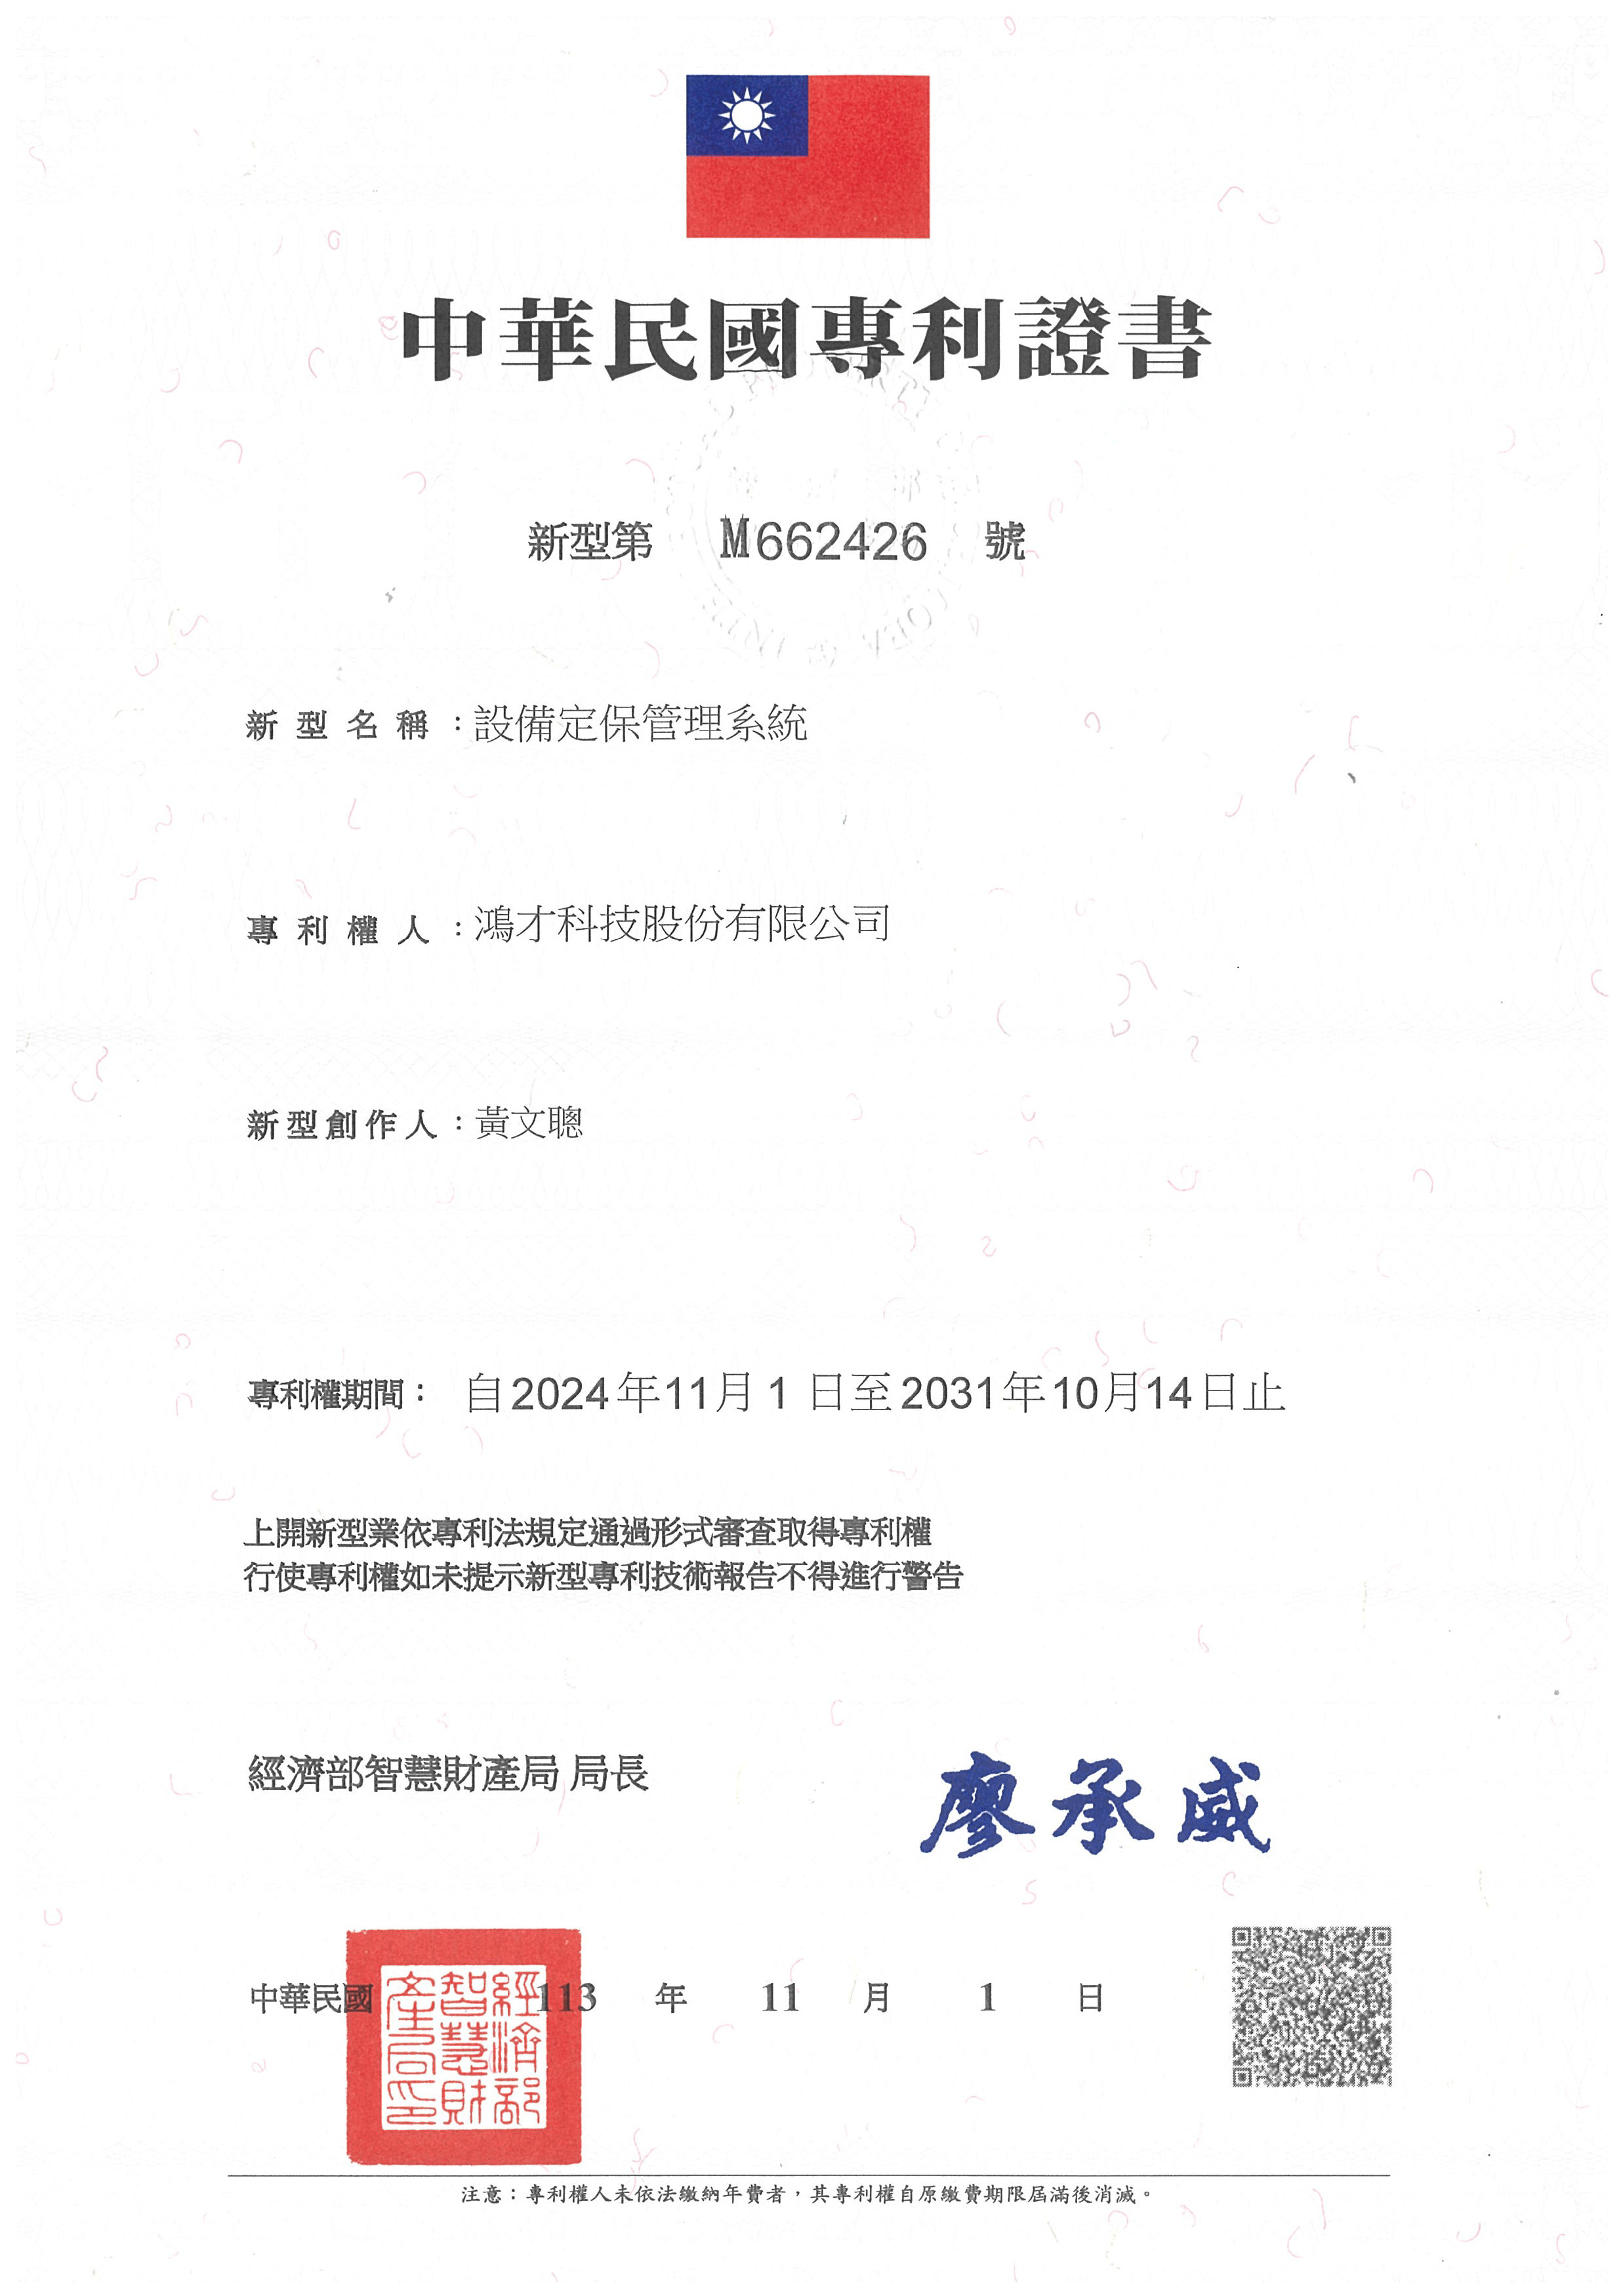 中華民國專利證書
新型第 M662426 號
新型名稱：設備定保管理系統
專利權人：鴻才科技股份有限公司
新型創作人：黃文聰
專利權期間： 自2024年11月1日至2031年10月14日止
上開新型業依專利法規定通過形式審查取得專利權
行使專利權如未提示新型專利技術報告不得進行警告
經濟部智慧財產局 局長
廖承威
中華民國 113 年 11 月 1 日
經濟部智慧財產局印
注意：專利權人未依法繳納年費者，其專利權自原繳費期限屆滿後消滅。